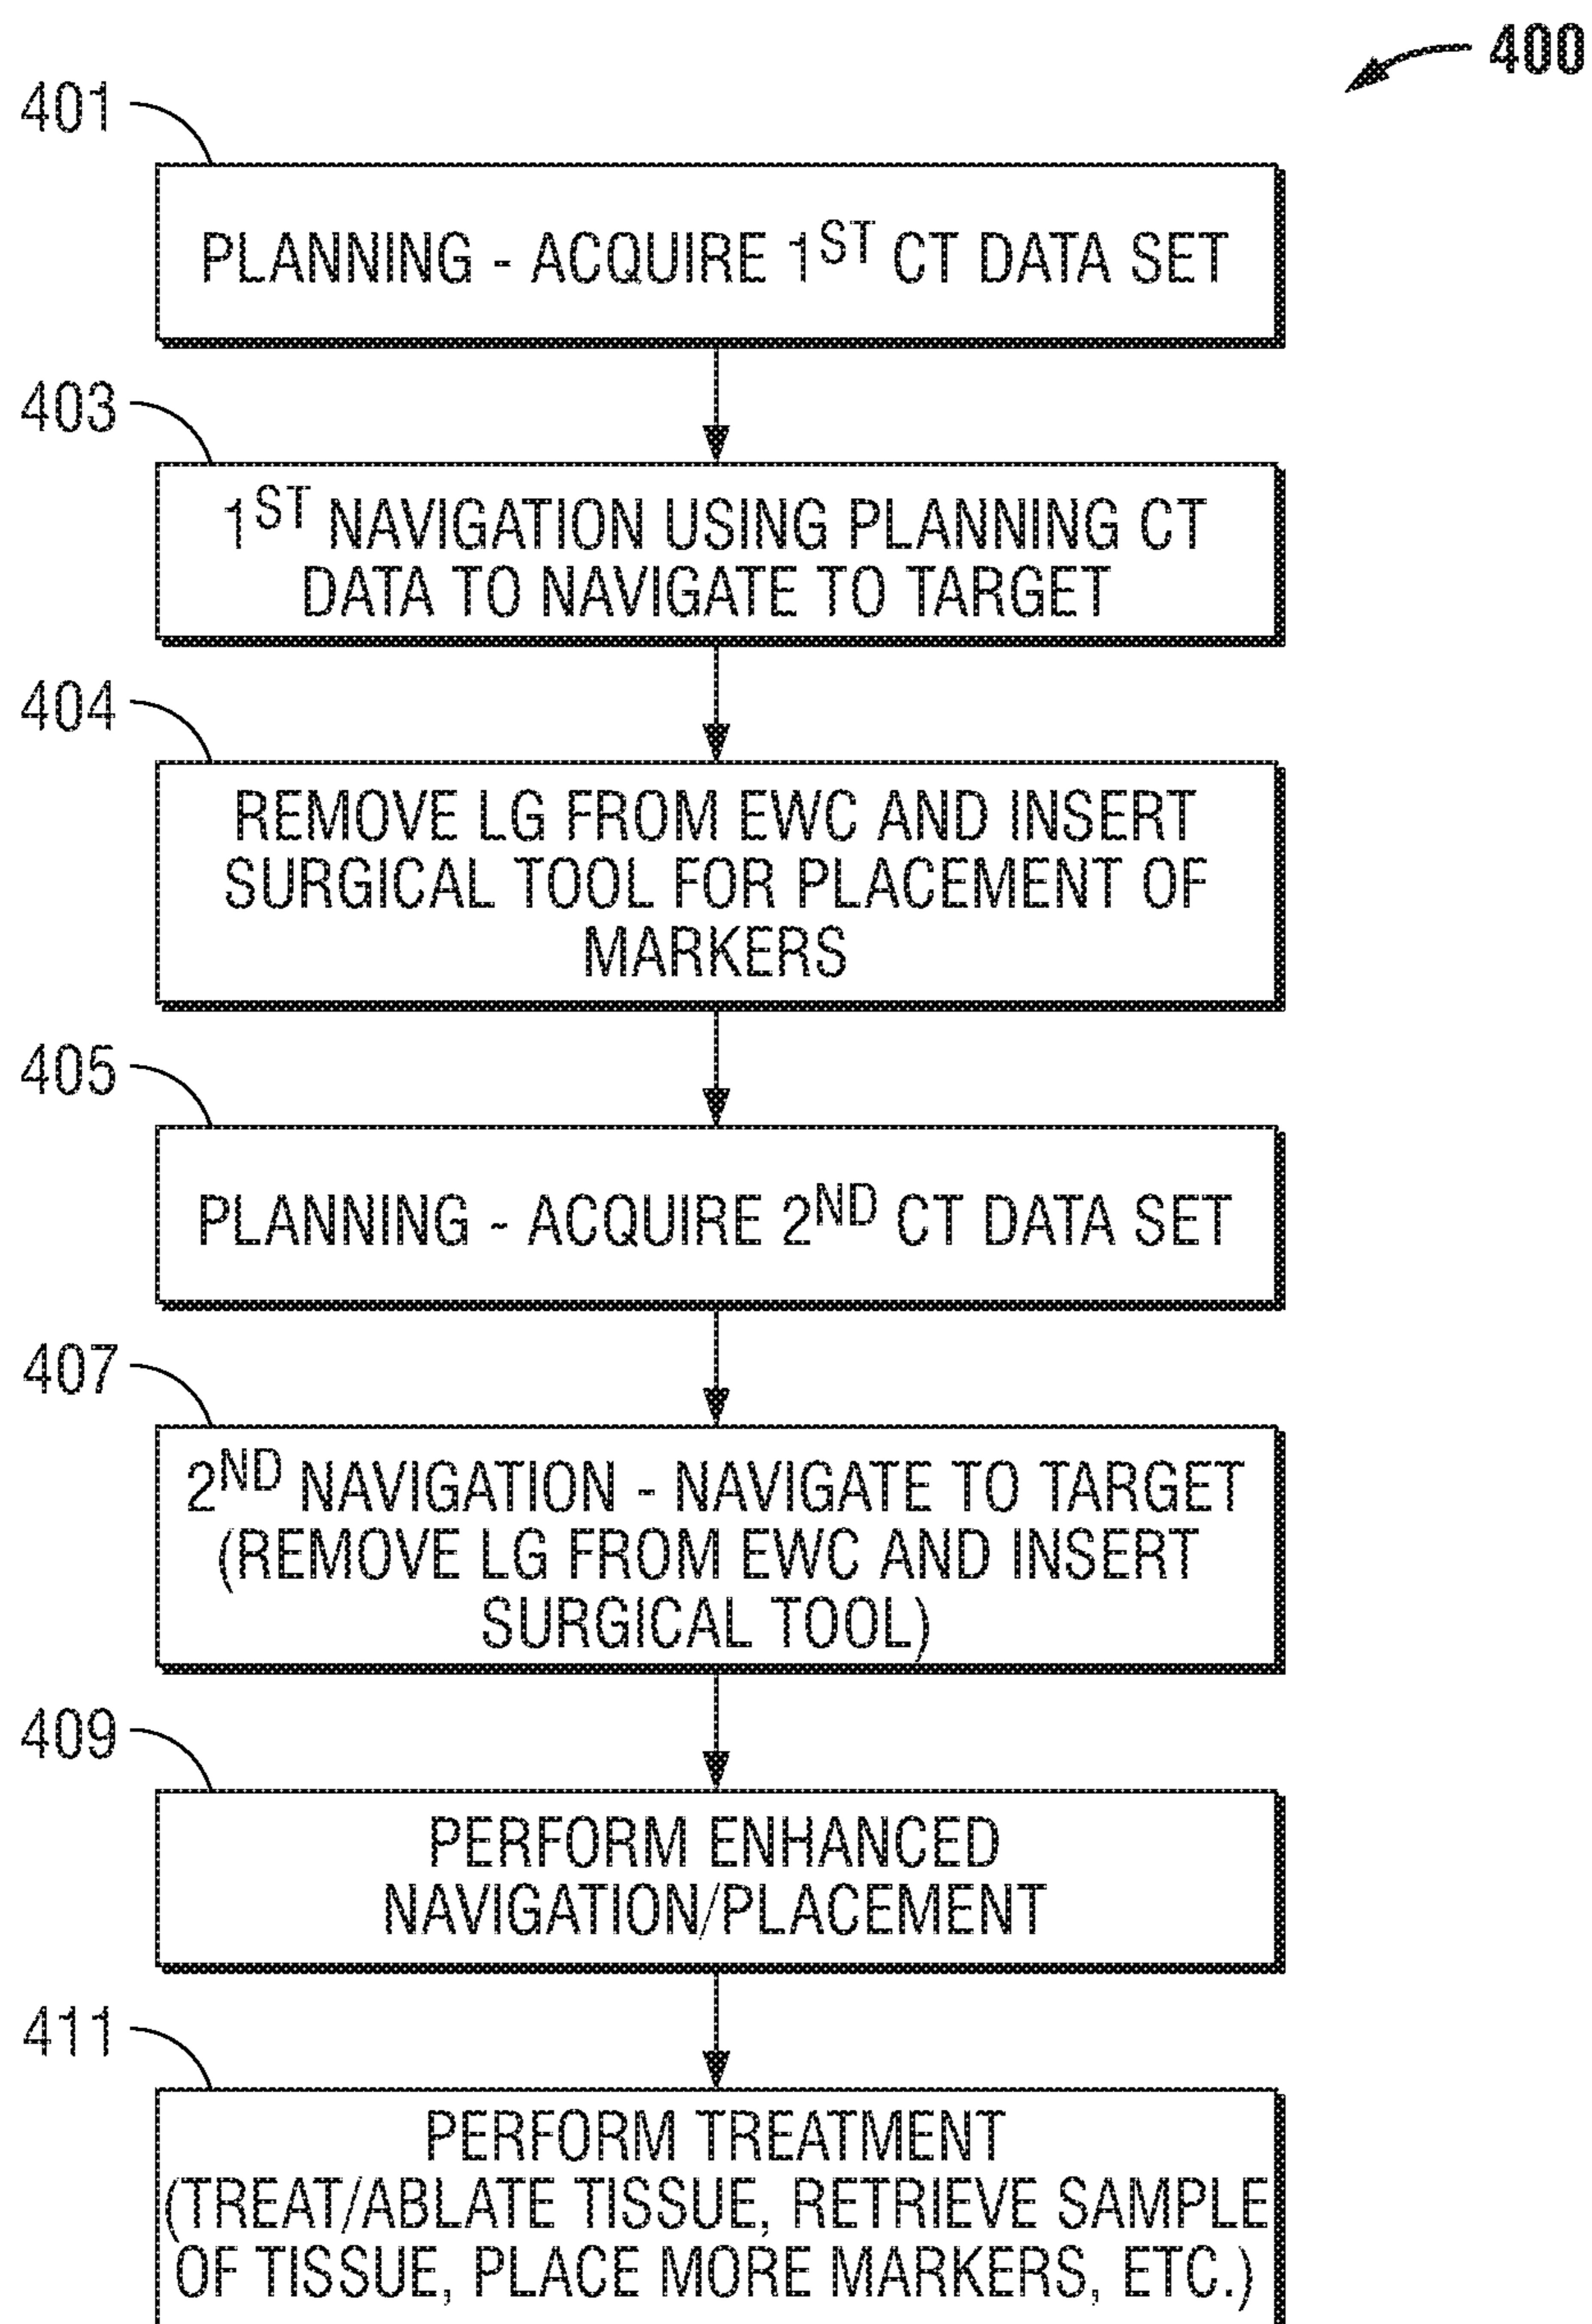 400
401
PLANNING - ACQUIRE 1ST CT DATA SET
403
1ST NAVIGATION USING PLANNING CT
DATA TO NAVIGATE TO TARGET
404
REMOVE LG FROM EWC AND INSERT
SURGICAL TOOL FOR PLACEMENT OF
MARKERS
405
PLANNING - ACQUIRE 2ND CT DATA SET
407
2ND NAVIGATION - NAVIGATE TO TARGET
(REMOVE LG FROM EWC AND INSERT
SURGICAL TOOL)
409
PERFORM ENHANCED
NAVIGATION/PLACEMENT
411
PERFORM TREATMENT
(TREAT/ABLATE TISSUE, RETRIEVE SAMPLE
OF TISSUE, PLACE MORE MARKERS, ETC.)